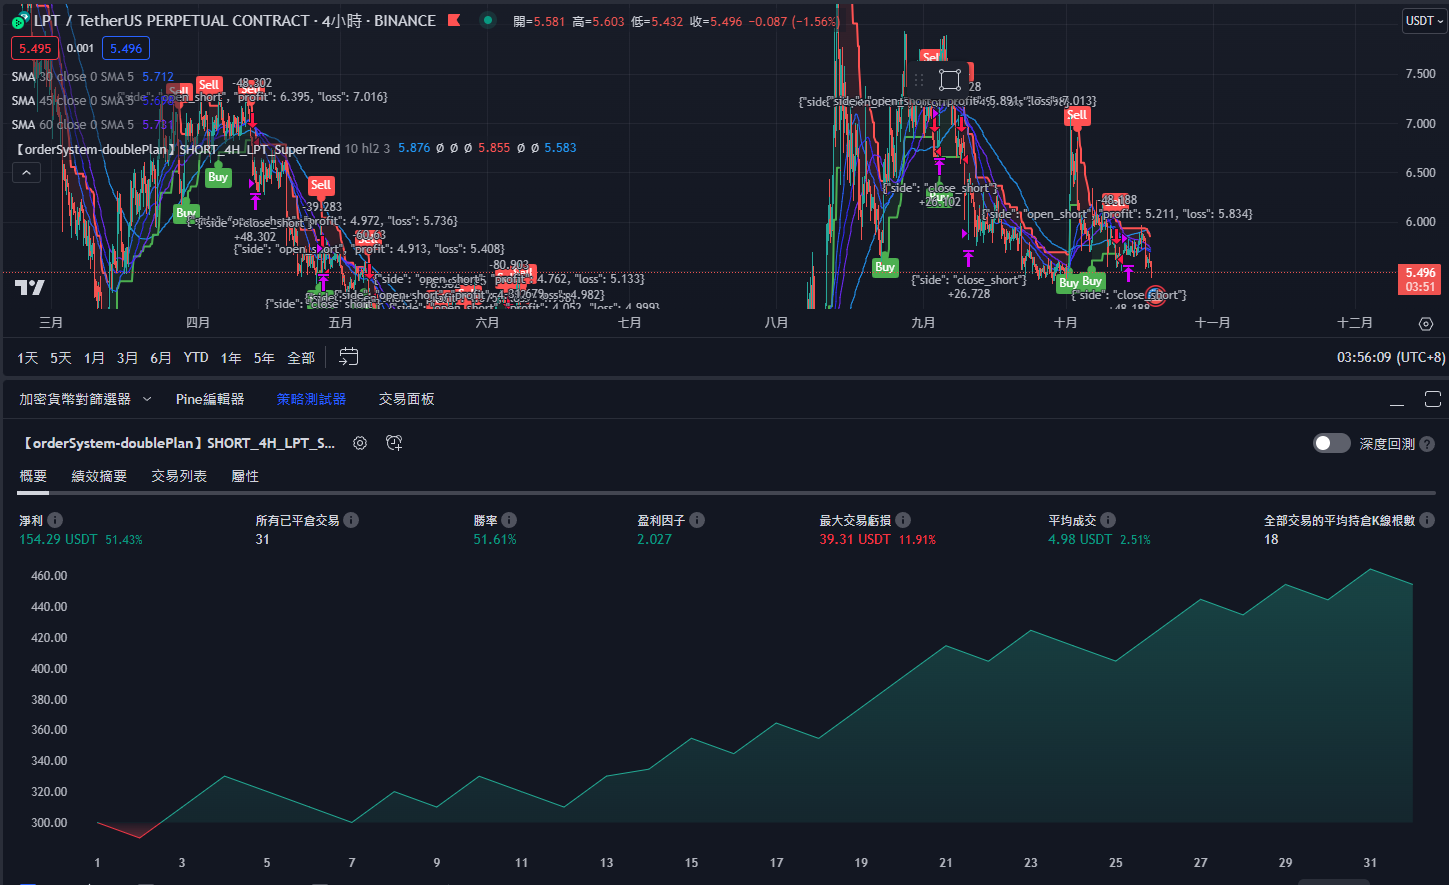 LPT / TetherUS PERPETUAL CONTRACT · 4小時 · BINANCE 開=5.581 高=5.603 低=5.432 收=5.496 −0.087 (−1.56%)
USDT
5.495 0.001 5.496
SMA 30 close 0 SMA 5 5.712
SMA 45 close 0 SMA 5
SMA 60 close 0 SMA 5
【orderSystem-doublePlan】SHORT_4H_LPT_SuperTrend 10 hl2 3 5.876 Ø Ø Ø 5.855 Ø Ø 5.583
Sell
Sell
-48.302
"profit": 6.395, "loss": 7.016}
Buy
Buy
Sell
-39.283
"profit": 4.972, "loss": 5.736}
+48.302
{"side": "open_short" "profit": 4.913, "loss": 5.408}
-80.903
{"side": "open_short" "profit": 4.762, "loss": 5.133}
Buy
28
Sell
{"side": "close_short"}
{"side": "open_short" "profit": 5.211, "loss": 5.834}
{"side": "close_short"}
+26.728
Buy
Buy
{"side": "close_short"}
7.500
7.000
6.500
6.000
5.496
03:51
三月 四月 五月 六月 七月 八月 九月 十月 十一月 十二月
1天 5天 1月 3月 6月 YTD 1年 5年 全部
03:56:09 (UTC+8)
加密貨幣對篩選器 Pine編輯器 策略測試器 交易面板
【orderSystem-doublePlan】SHORT_4H_LPT_S...
深度回測
概要 績效摘要 交易列表 屬性
淨利 所有已平倉交易 勝率 盈利因子 最大交易虧損 平均成交 全部交易的平均持倉K線根數
154.29 USDT 51.43% 31 51.61% 2.027 39.31 USDT 11.91% 4.98 USDT 2.51% 18
460.00
440.00
420.00
400.00
380.00
360.00
340.00
320.00
300.00
1 3 5 7 9 11 13 15 17 19 21 23 25 27 29 31